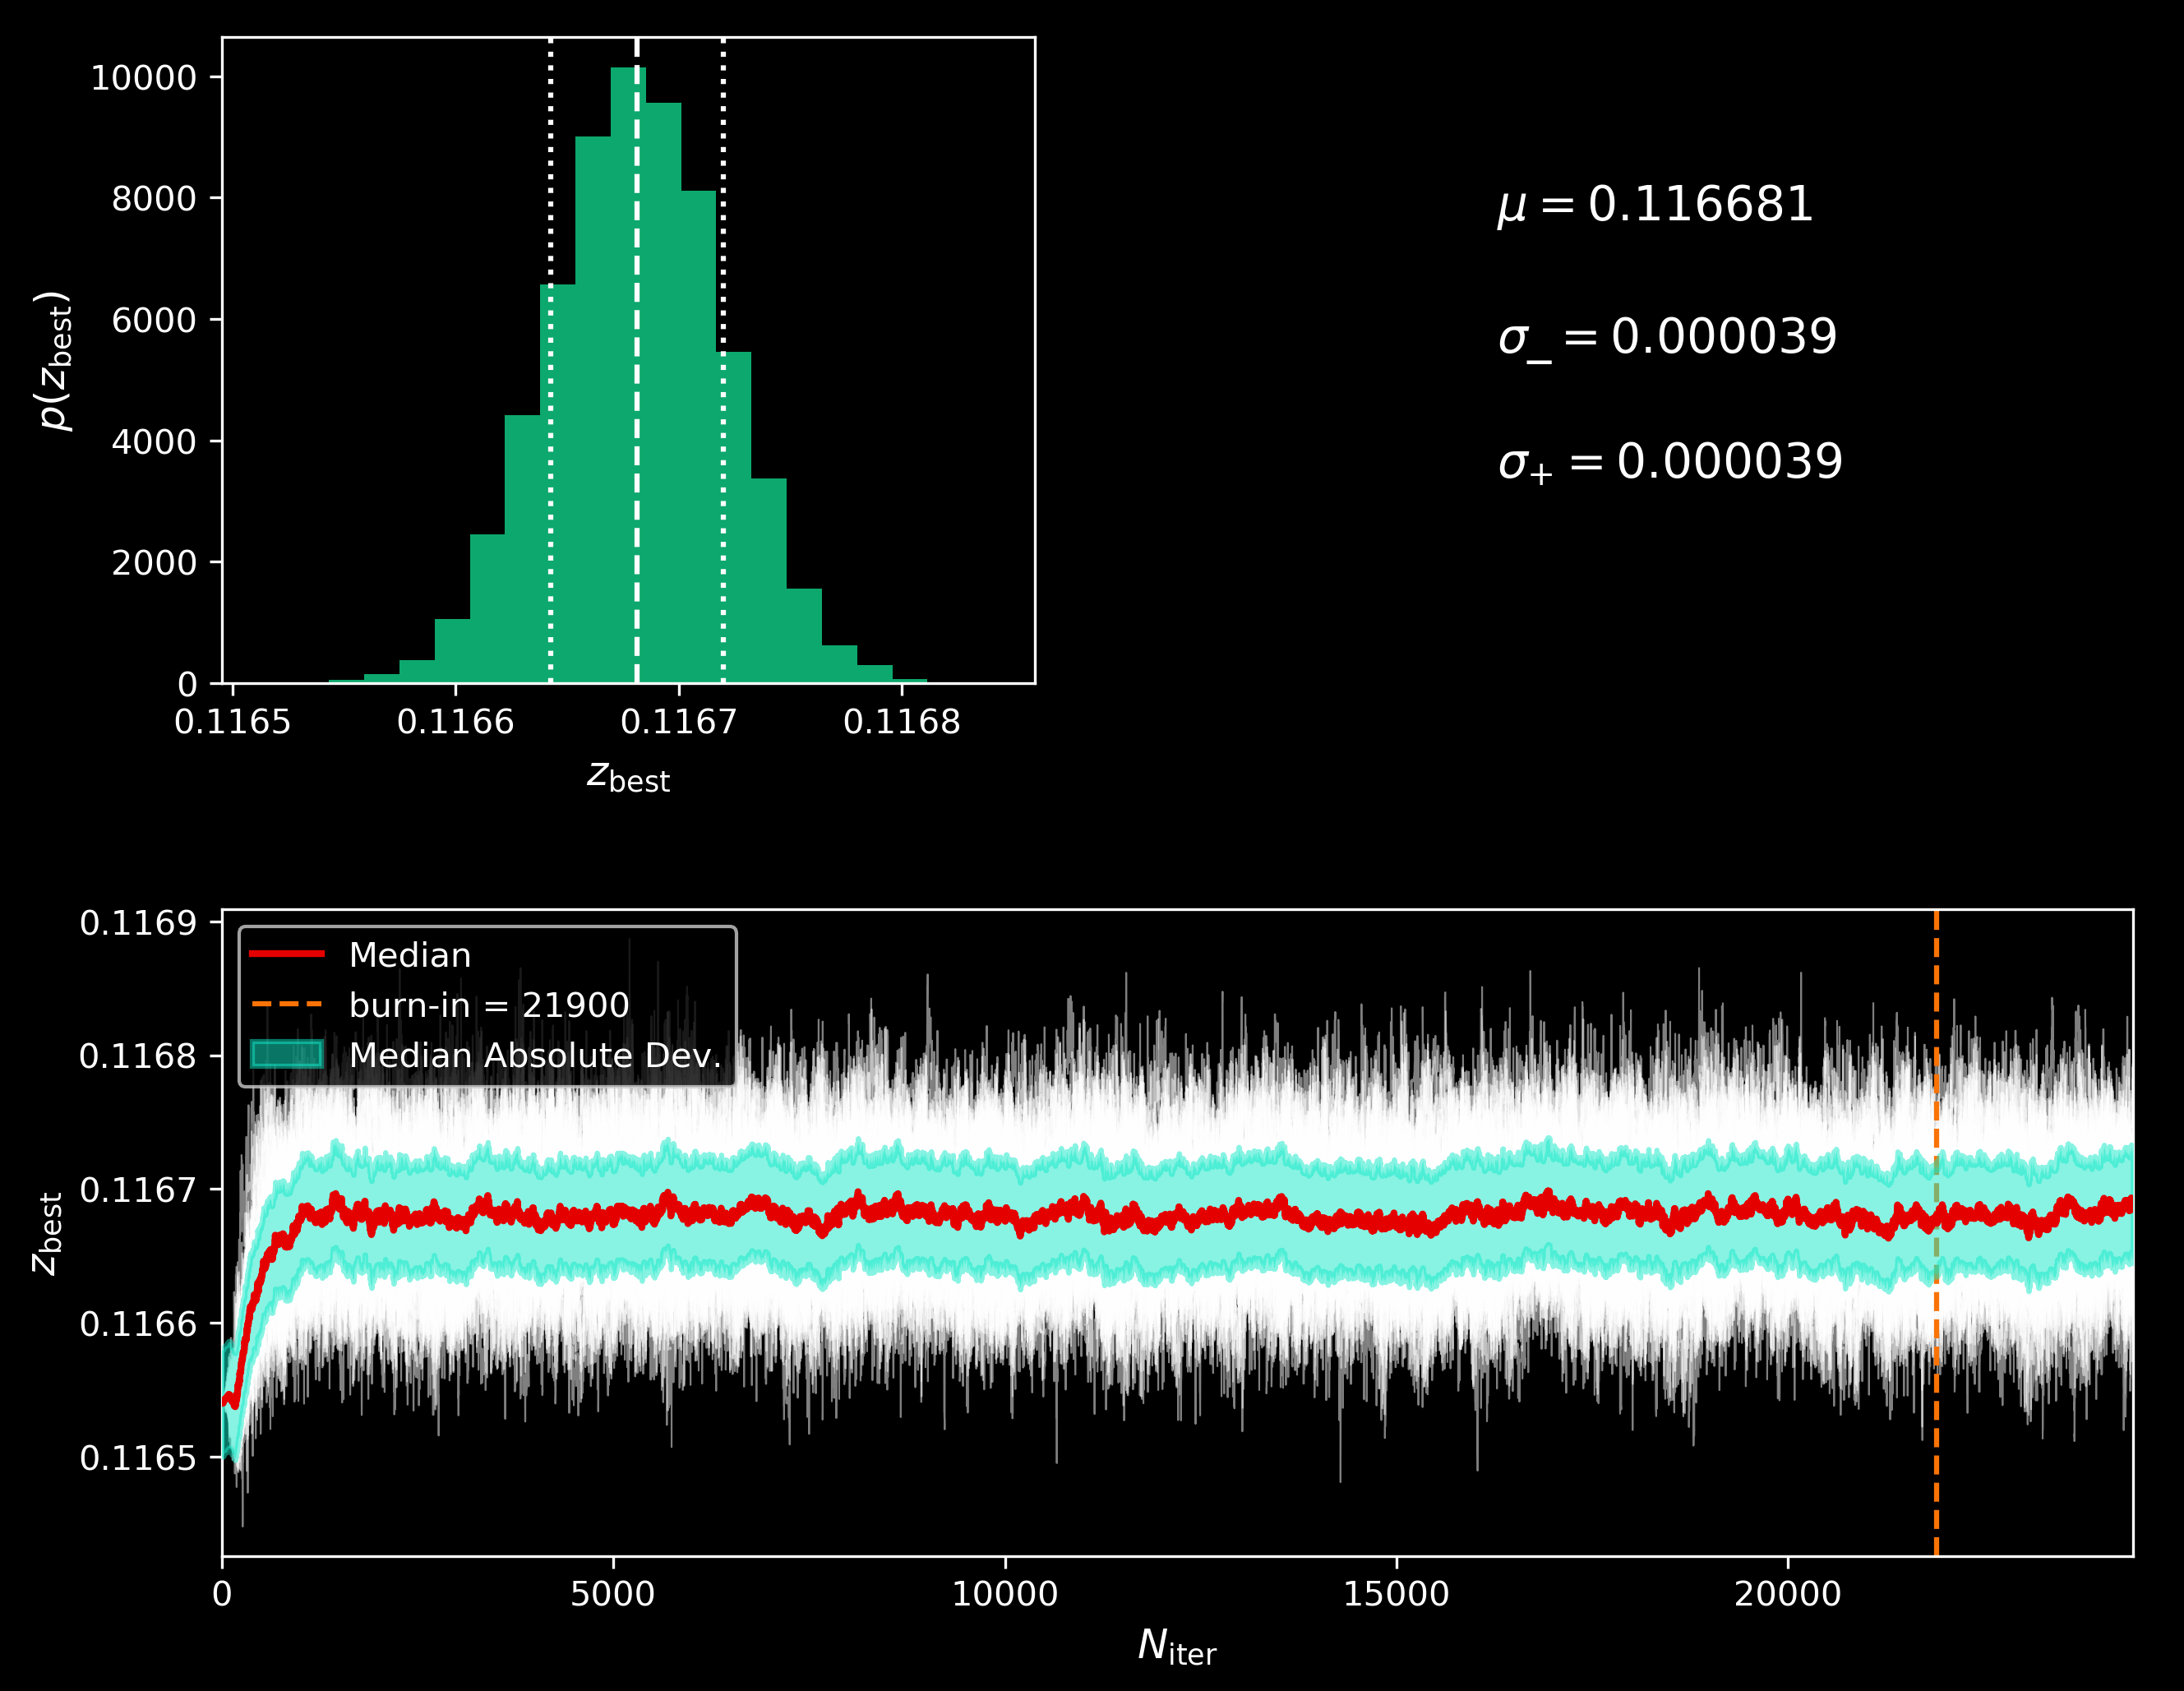 10000
8000
6000
4000
2000
0
p(z_best)
0.1165 0.1166 0.1167 0.1168
z_best
μ = 0.116681
σ_− = 0.000039
σ_+ = 0.000039
0.1169
0.1168
0.1167
0.1166
0.1165
z_best
Median
burn-in = 21900
Median Absolute Dev.
0 5000 10000 15000 20000
N_iter